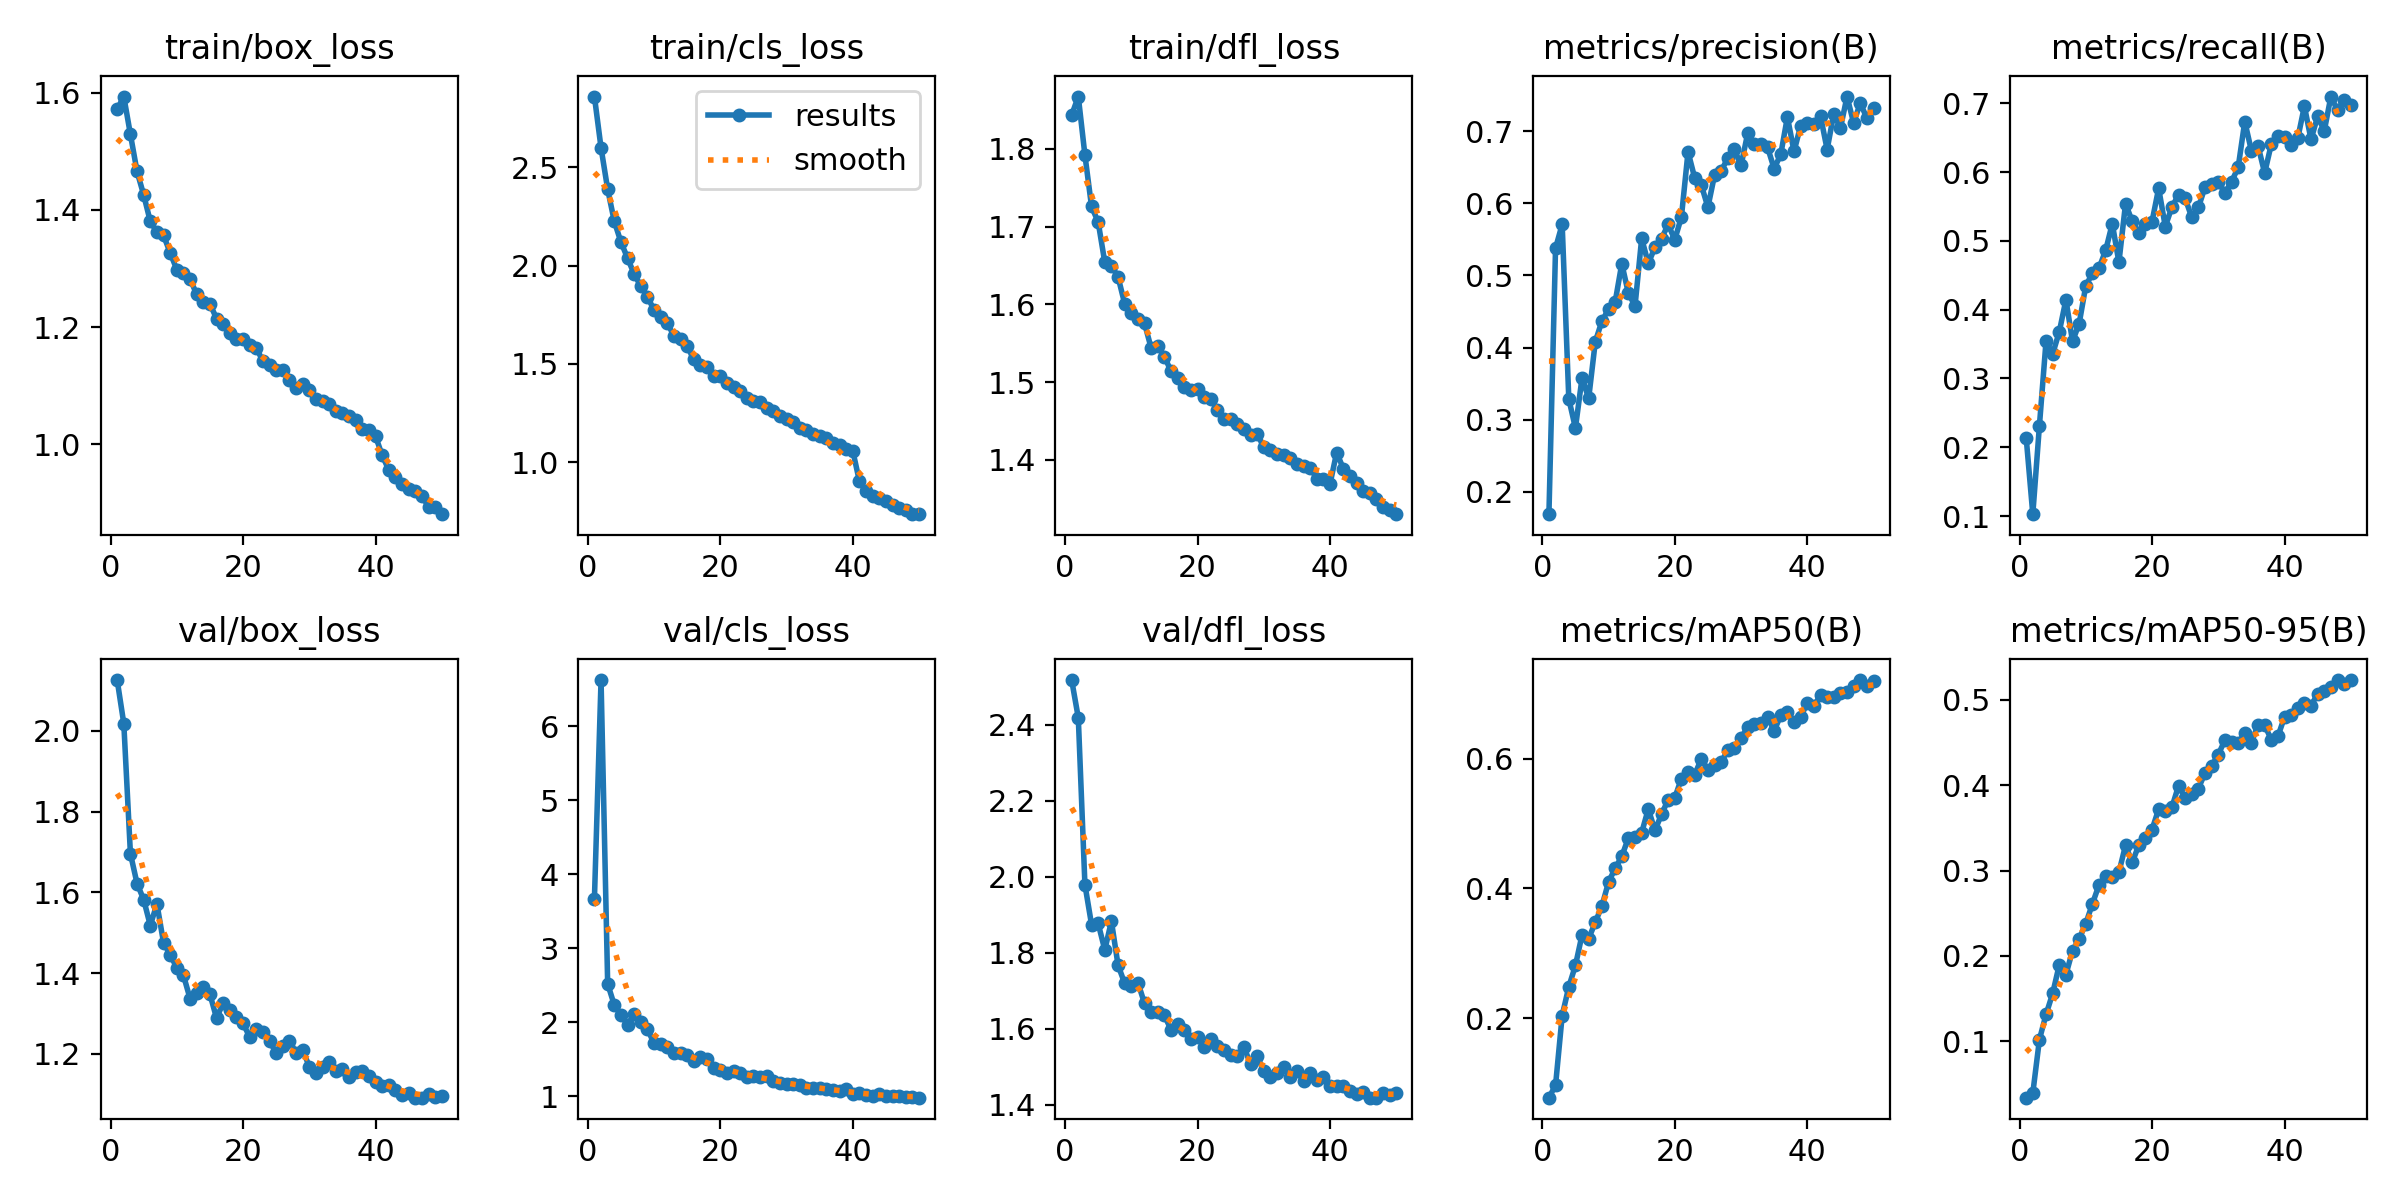 train/box_loss
1.6
1.4
1.2
1.0
0 20 40
train/cls_loss
results
smooth
2.5
2.0
1.5
1.0
0 20 40
train/dfl_loss
1.8
1.7
1.6
1.5
1.4
0 20 40
metrics/precision(B)
0.7
0.6
0.5
0.4
0.3
0.2
0 20 40
metrics/recall(B)
0.7
0.6
0.5
0.4
0.3
0.2
0.1
0 20 40
val/box_loss
2.0
1.8
1.6
1.4
1.2
0 20 40
val/cls_loss
6
5
4
3
2
1
0 20 40
val/dfl_loss
2.4
2.2
2.0
1.8
1.6
1.4
0 20 40
metrics/mAP50(B)
0.6
0.4
0.2
0 20 40
metrics/mAP50-95(B)
0.5
0.4
0.3
0.2
0.1
0 20 40